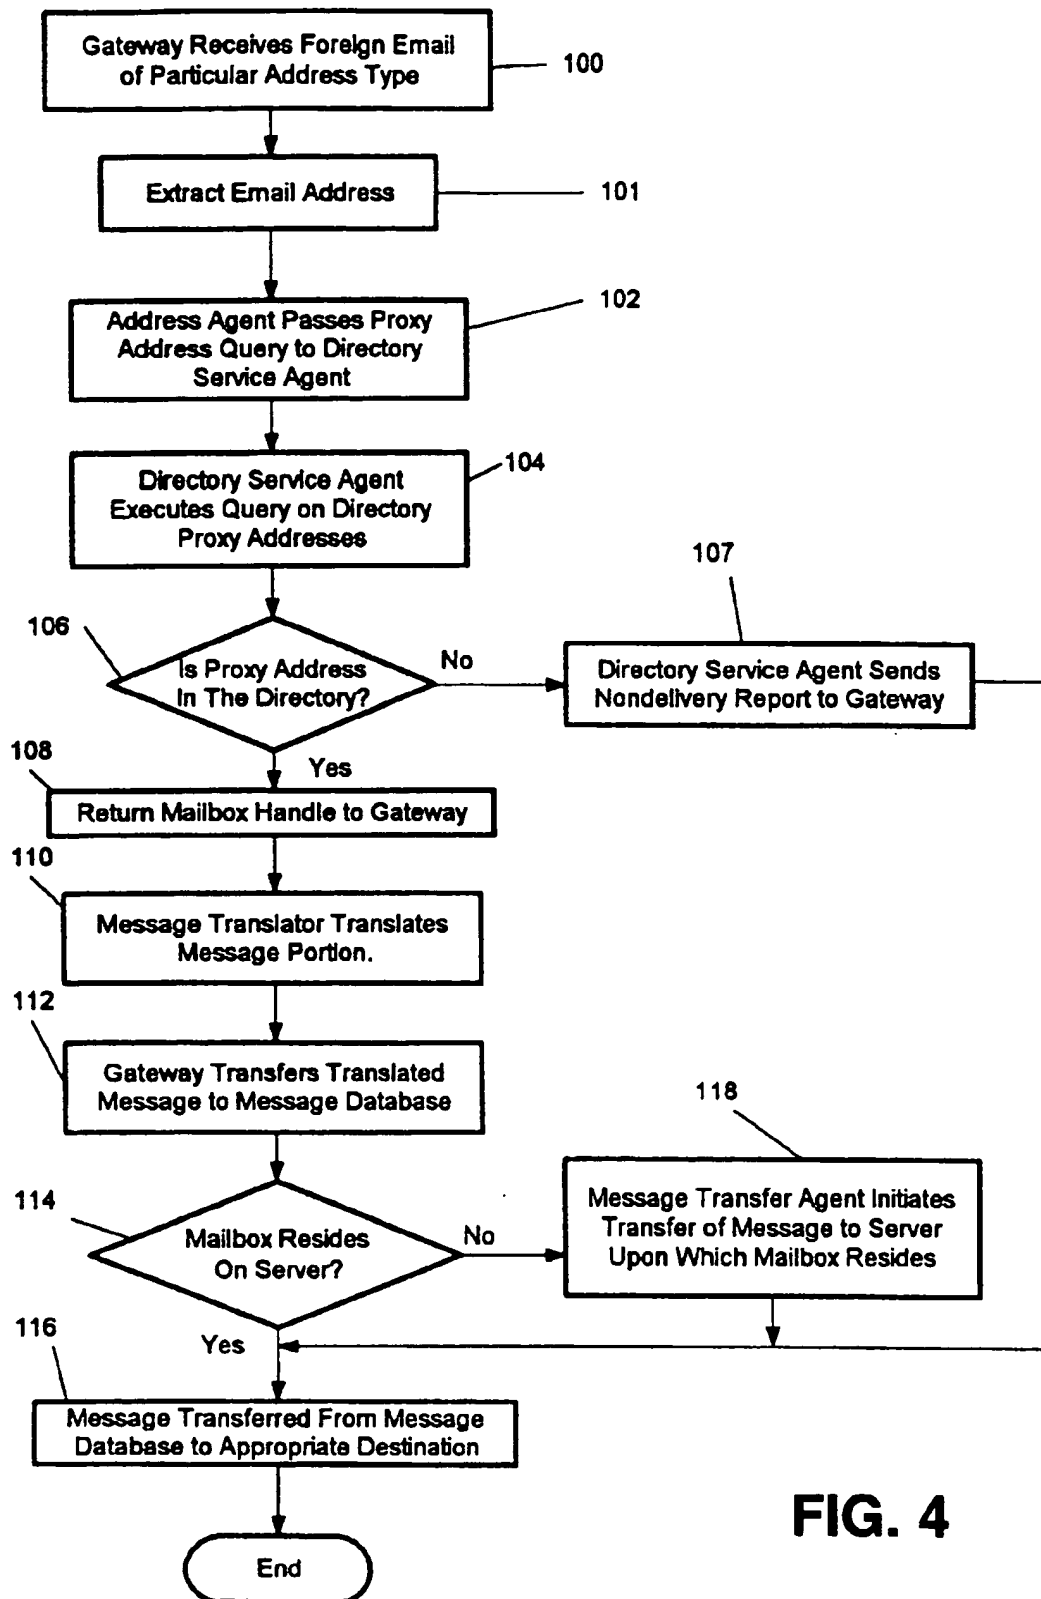 Gateway Receives Foreign Email
of Particular Address Type
100
Extract Email Address
101
102
Address Agent Passes Proxy
Address Query to Directory
Service Agent
104
Directory Service Agent
Executes Query on Directory
Proxy Addresses
107
106
Is Proxy Address
In The Directory?
No
Directory Service Agent Sends
Nondelivery Report to Gateway
Yes
108
Return Mailbox Handle to Gateway
110
Message Translator Translates
Message Portion.
112
Gateway Transfers Translated
Message to Message Database
118
114
Mailbox Resides
On Server?
No
Message Transfer Agent Initiates
Transfer of Message to Server
Upon Which Mailbox Resides
116
Yes
Message Transferred From Message
Database to Appropriate Destination
FIG. 4
End